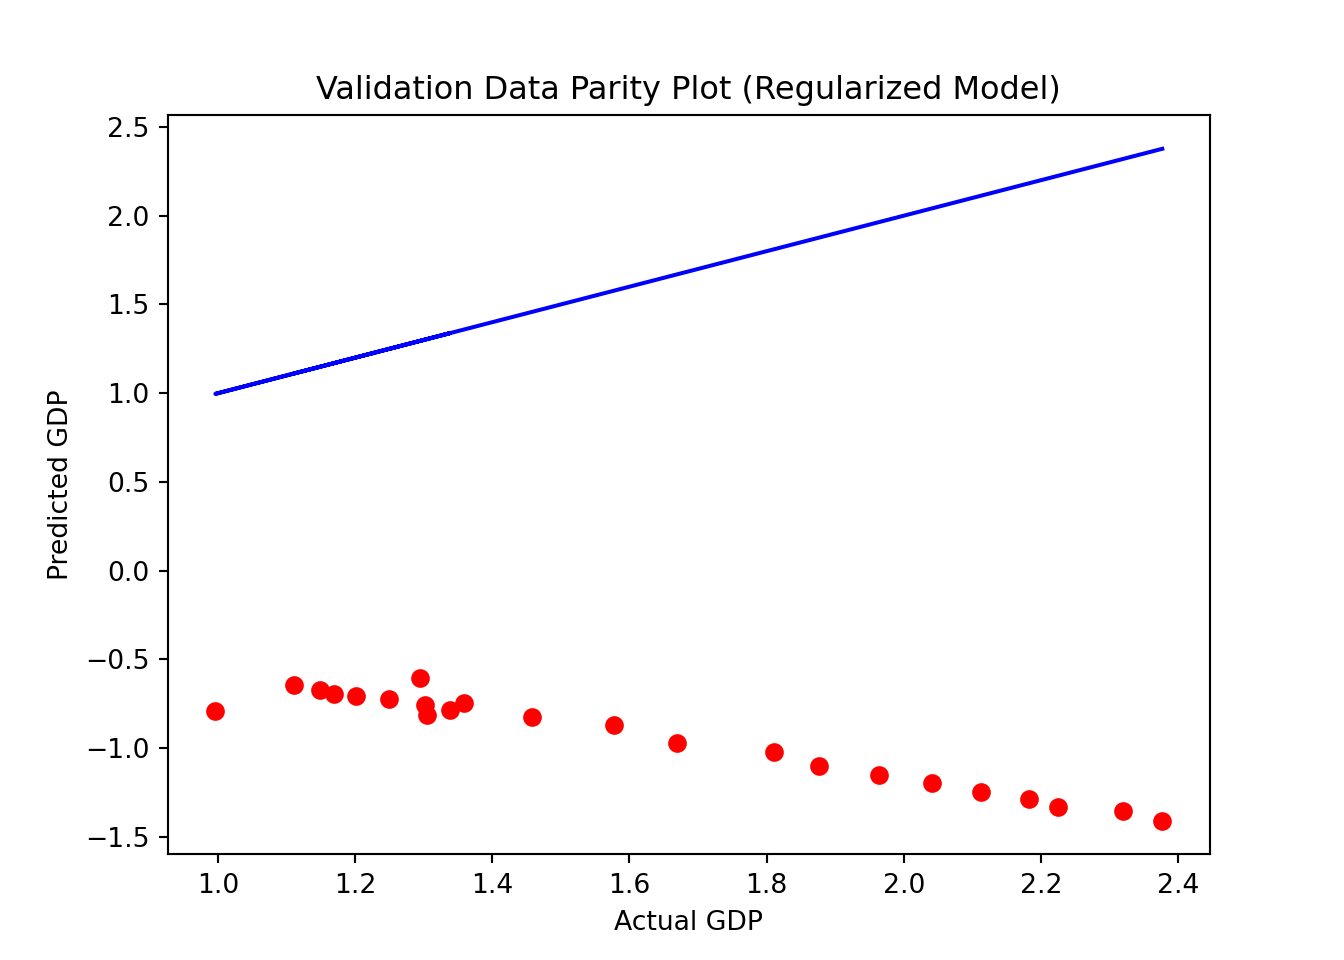 Validation Data Parity Plot (Regularized Model)
2.5
2.0
1.5
1.0
0.5
0.0
−0.5
−1.0
−1.5
Predicted GDP
1.0 1.2 1.4 1.6 1.8 2.0 2.2 2.4
Actual GDP